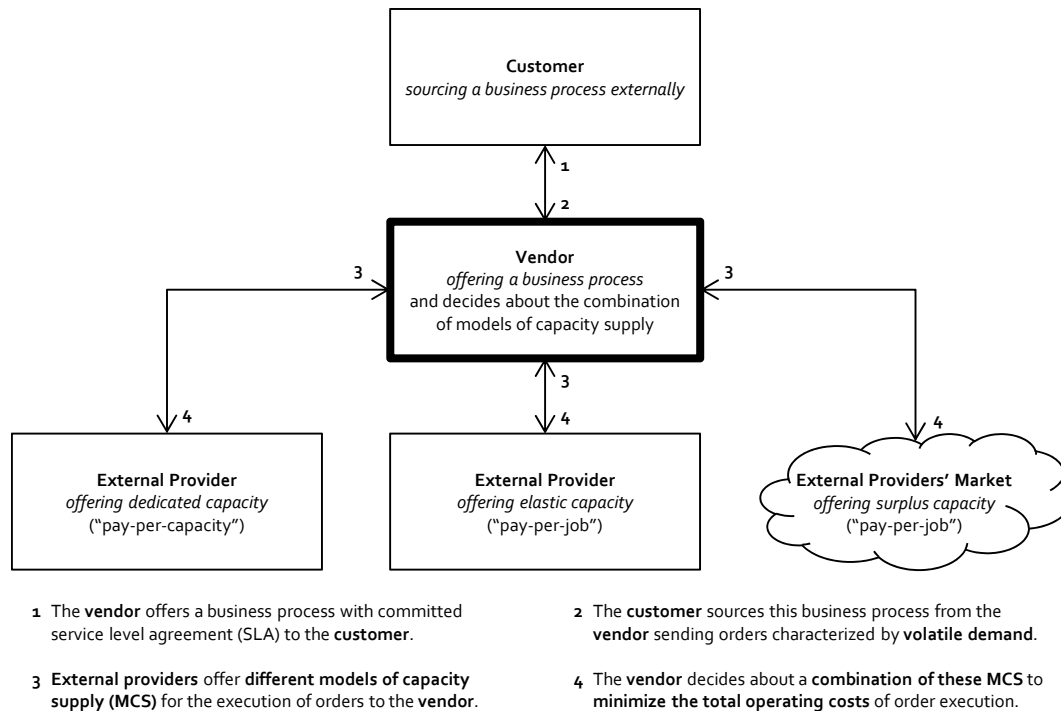 Customer
sourcing a business process externally
1
2
Vendor
offering a business process
and decides about the combination
of models of capacity supply
3
3
3
4
4
4
External Provider
offering dedicated capacity
("pay-per-capacity")
External Provider
offering elastic capacity
("pay-per-job")
External Providers' Market
offering surplus capacity
("pay-per-job")
1 The vendor offers a business process with committed
service level agreement (SLA) to the customer.
2 The customer sources this business process from the
vendor sending orders characterized by volatile demand.
3 External providers offer different models of capacity
supply (MCS) for the execution of orders to the vendor.
4 The vendor decides about a combination of these MCS to
minimize the total operating costs of order execution.